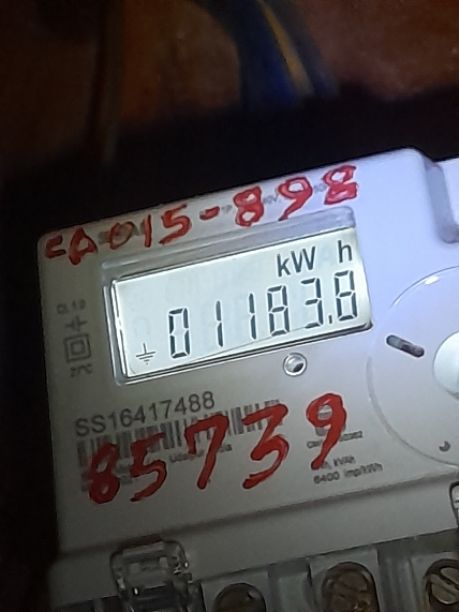 CA015-898
kW h
01183.8
SS16417488
85739
6400 imp/kWh